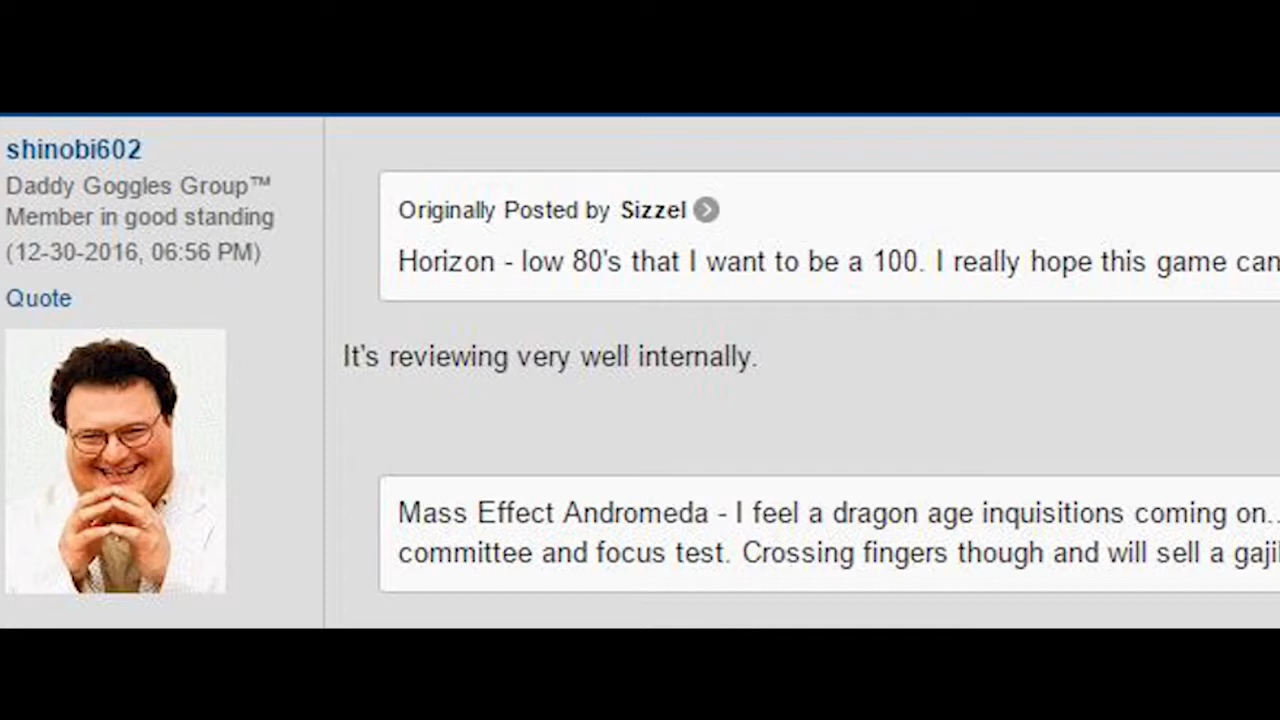 shinobi602
Daddy Goggles Group™
Member in good standing
(12-30-2016, 06:56 PM)
Quote
Originally Posted by Sizzel
Horizon - low 80's that I want to be a 100. I really hope this game can
It's reviewing very well internally.
Mass Effect Andromeda - I feel a dragon age inquisitions coming on..
committee and focus test. Crossing fingers though and will sell a